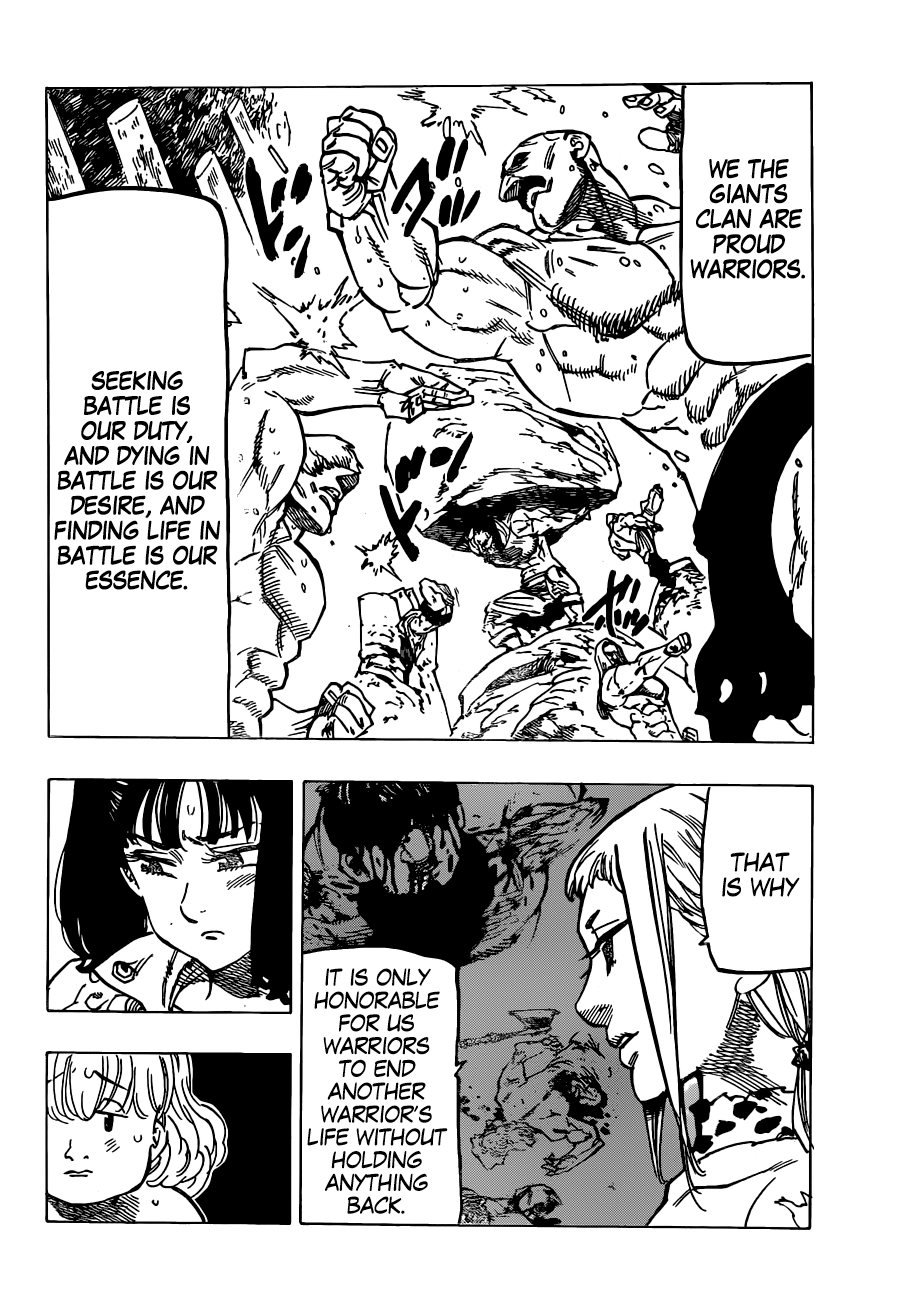 WE THE
GIANTS
CLAN ARE
PROUD
WARRIORS.
SEEKING
BATTLE IS
OUR DUTY,
AND DYING IN
BATTLE IS OUR
DESIRE, AND
FINDING LIFE IN
BATTLE IS OUR
ESSENCE.
THAT
IS WHY
IT IS ONLY
HONORABLE
FOR US
WARRIORS
TO END
ANOTHER
WARRIOR'S
LIFE WITHOUT
HOLDING
ANYTHING
BACK.